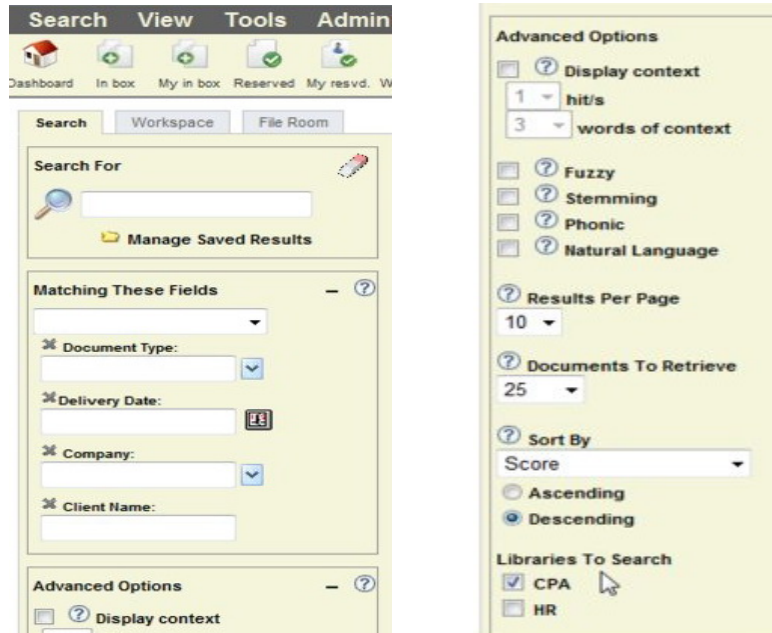 Search View Tools Admin
Dashboard In box My in box Reserved My resvd. W
Search Workspace File Room
Search For
Manage Saved Results
Matching These Fields
Document Type:
Delivery Date:
Company:
Client Name:
Advanced Options
Display context
Advanced Options
Display context
1 hit/s
3 words of context
Fuzzy
Stemming
Phonic
Natural Language
Results Per Page
10
Documents To Retrieve
25
Sort By
Score
Ascending
Descending
Libraries To Search
CPA
HR